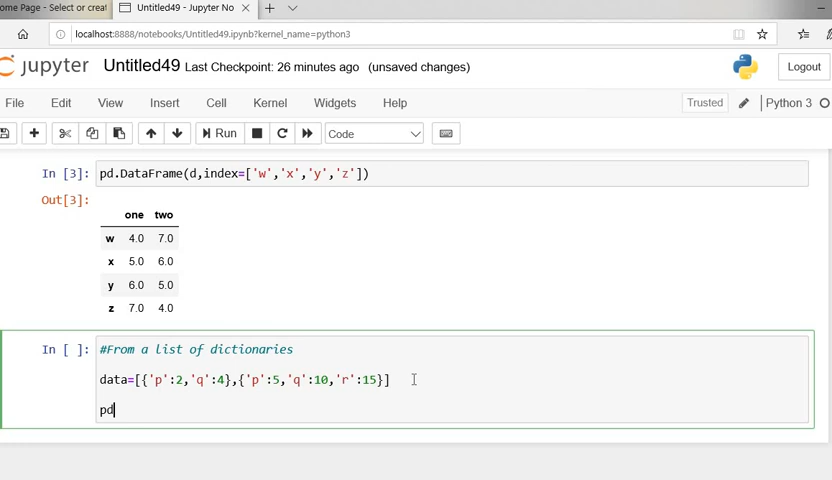 ome Page - Select or creat
Untitled49 - Jupyter No
localhost:8888/notebooks/Untitled49.ipynb?kernel_name=python3
jupyter Untitled49 Last Checkpoint: 26 minutes ago (unsaved changes) Logout
File Edit View Insert Cell Kernel Widgets Help Trusted Python 3
Run Code
In [3]: pd.DataFrame(d,index=['w','x','y','z'])
Out[3]:
one two
w 4.0 7.0
x 5.0 6.0
y 6.0 5.0
z 7.0 4.0
In [ ]: #From a list of dictionaries
data=[{'p':2,'q':4},{'p':5,'q':10,'r':15}]
pd